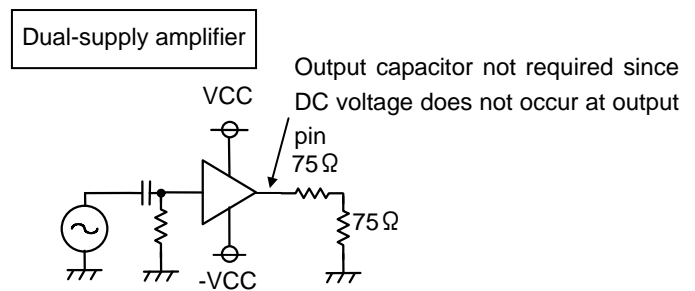 Dual-supply amplifier
Output capacitor not required since
DC voltage does not occur at output
pin
VCC
75Ω
75Ω
-VCC